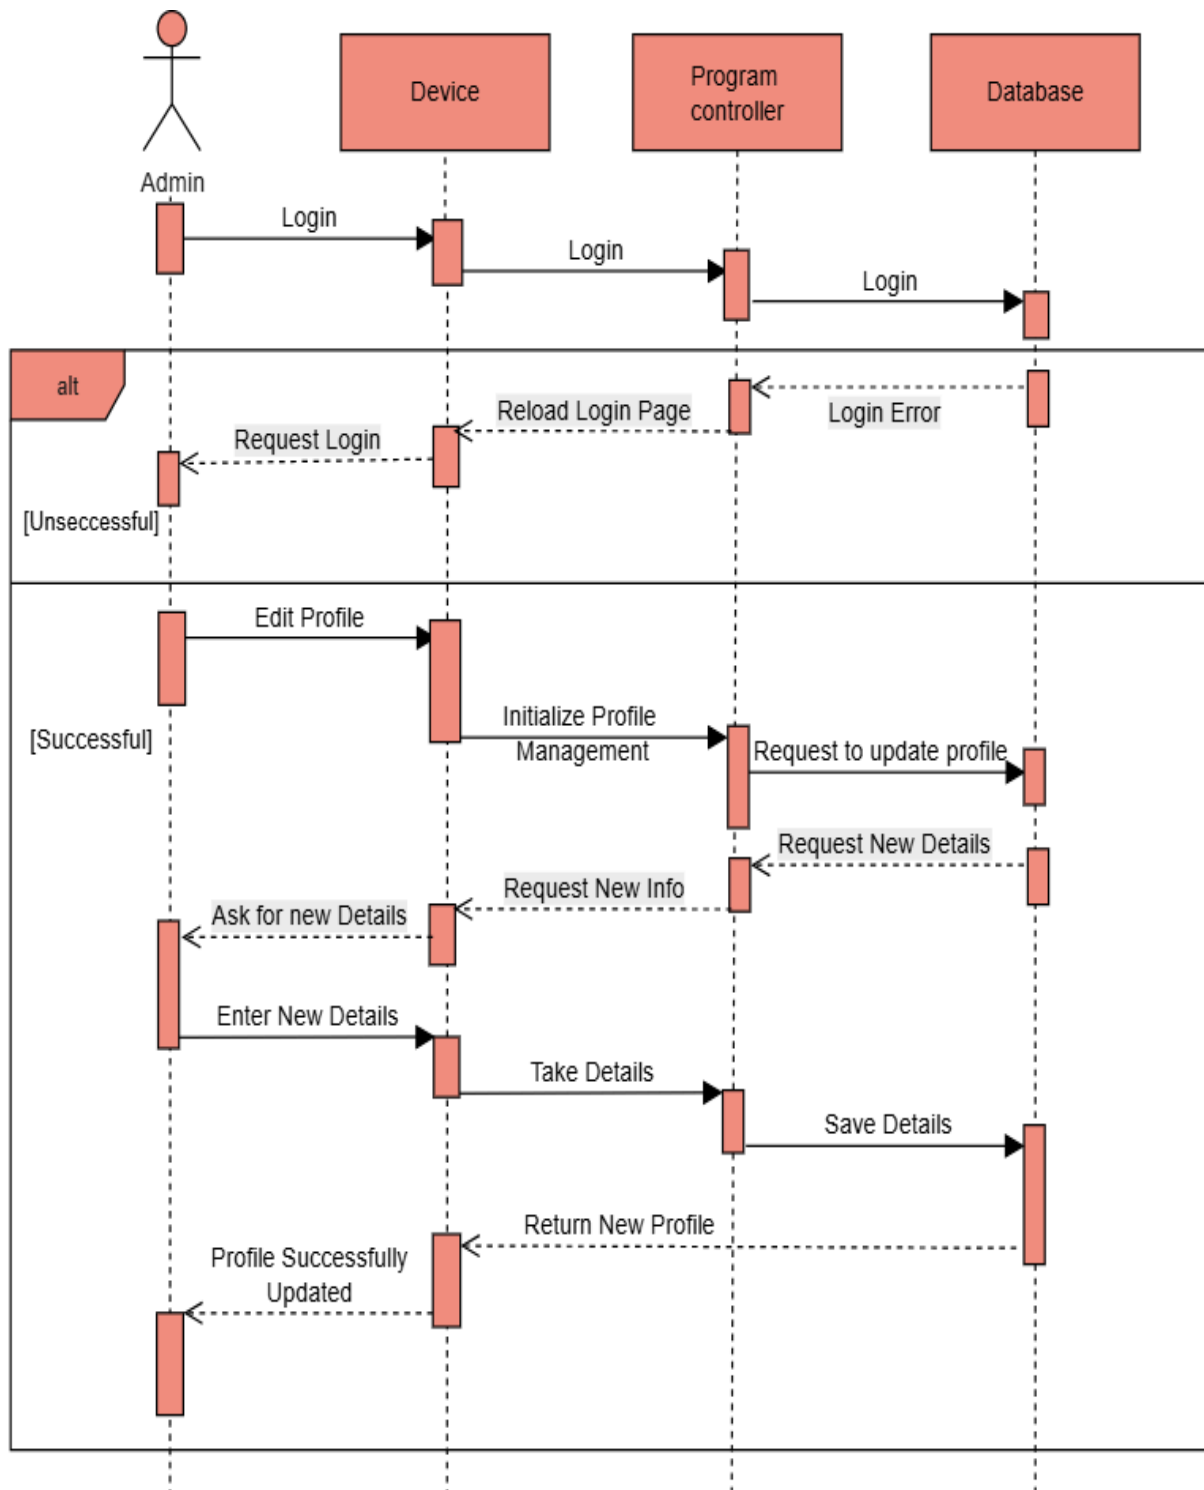 Device
Program
controller
Database
Admin
Login
Login
Login
alt
Login Error
Reload Login Page
Request Login
[Unseccessful]
Edit Profile
Initialize Profile
Management
[Successful]
Request to update profile
Request New Details
Request New Info
Ask for new Details
Enter New Details
Take Details
Save Details
Return New Profile
Profile Successfully
Updated